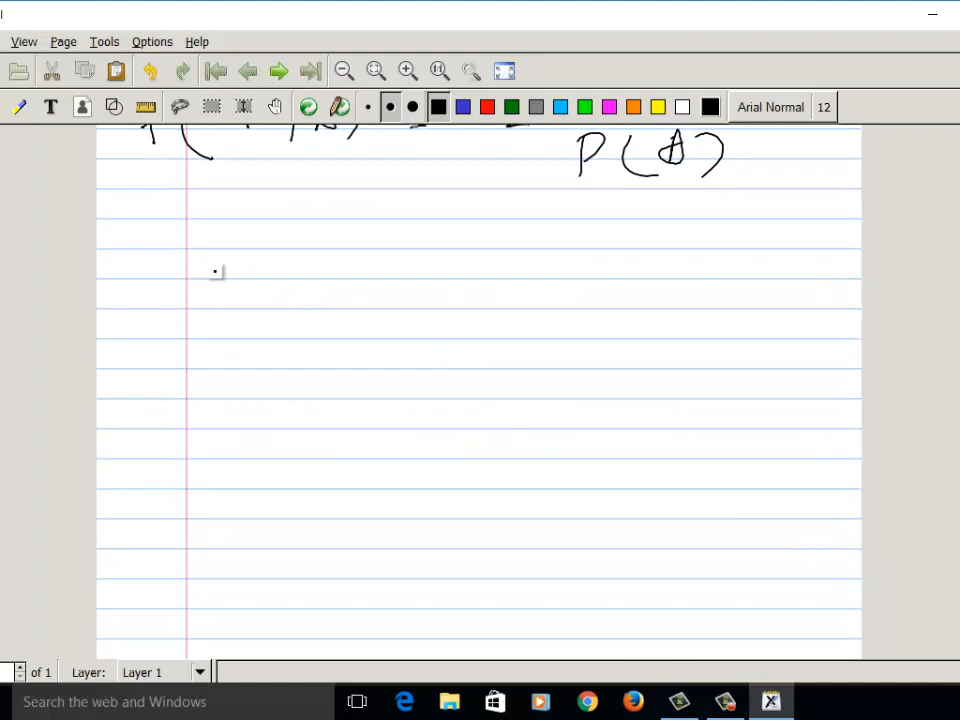 View Page Tools Options Help
Arial Normal 12
P(A)
of 1 Layer: Layer 1
Search the web and Windows